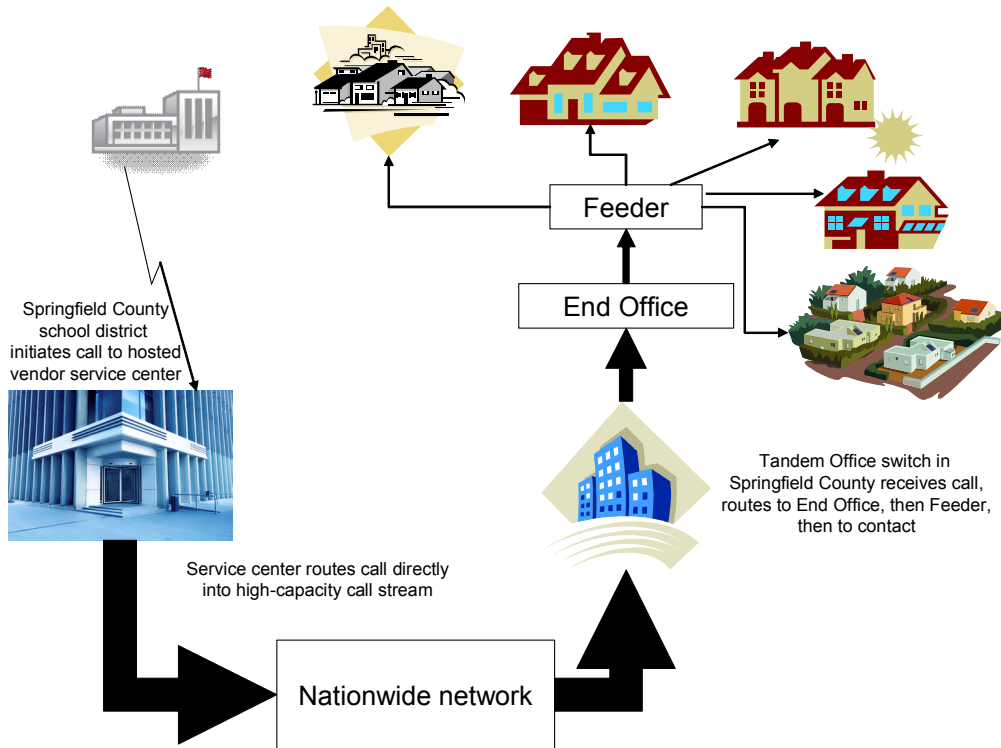 Feeder
End Office
Springfield County
school district
initiates call to hosted
vendor service center
Tandem Office switch in
Springfield County receives call,
routes to End Office, then Feeder,
then to contact
Service center routes call directly
into high-capacity call stream
Nationwide network